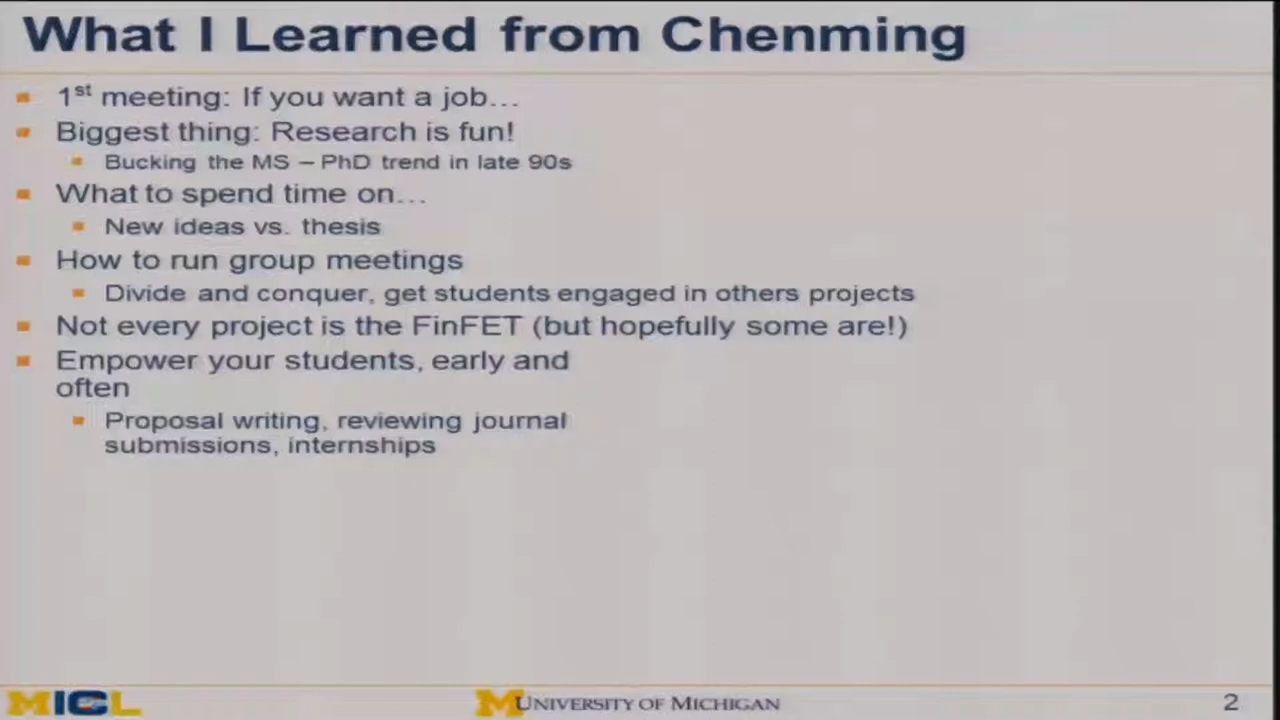 What I Learned from Chenming
1st meeting: If you want a job…
Biggest thing: Research is fun!
Bucking the MS – PhD trend in late 90s
What to spend time on…
New ideas vs. thesis
How to run group meetings
Divide and conquer, get students engaged in others projects
Not every project is the FinFET (but hopefully some are!)
Empower your students, early and
often
Proposal writing, reviewing journal
submissions, internships
MICL
M UNIVERSITY OF MICHIGAN
2